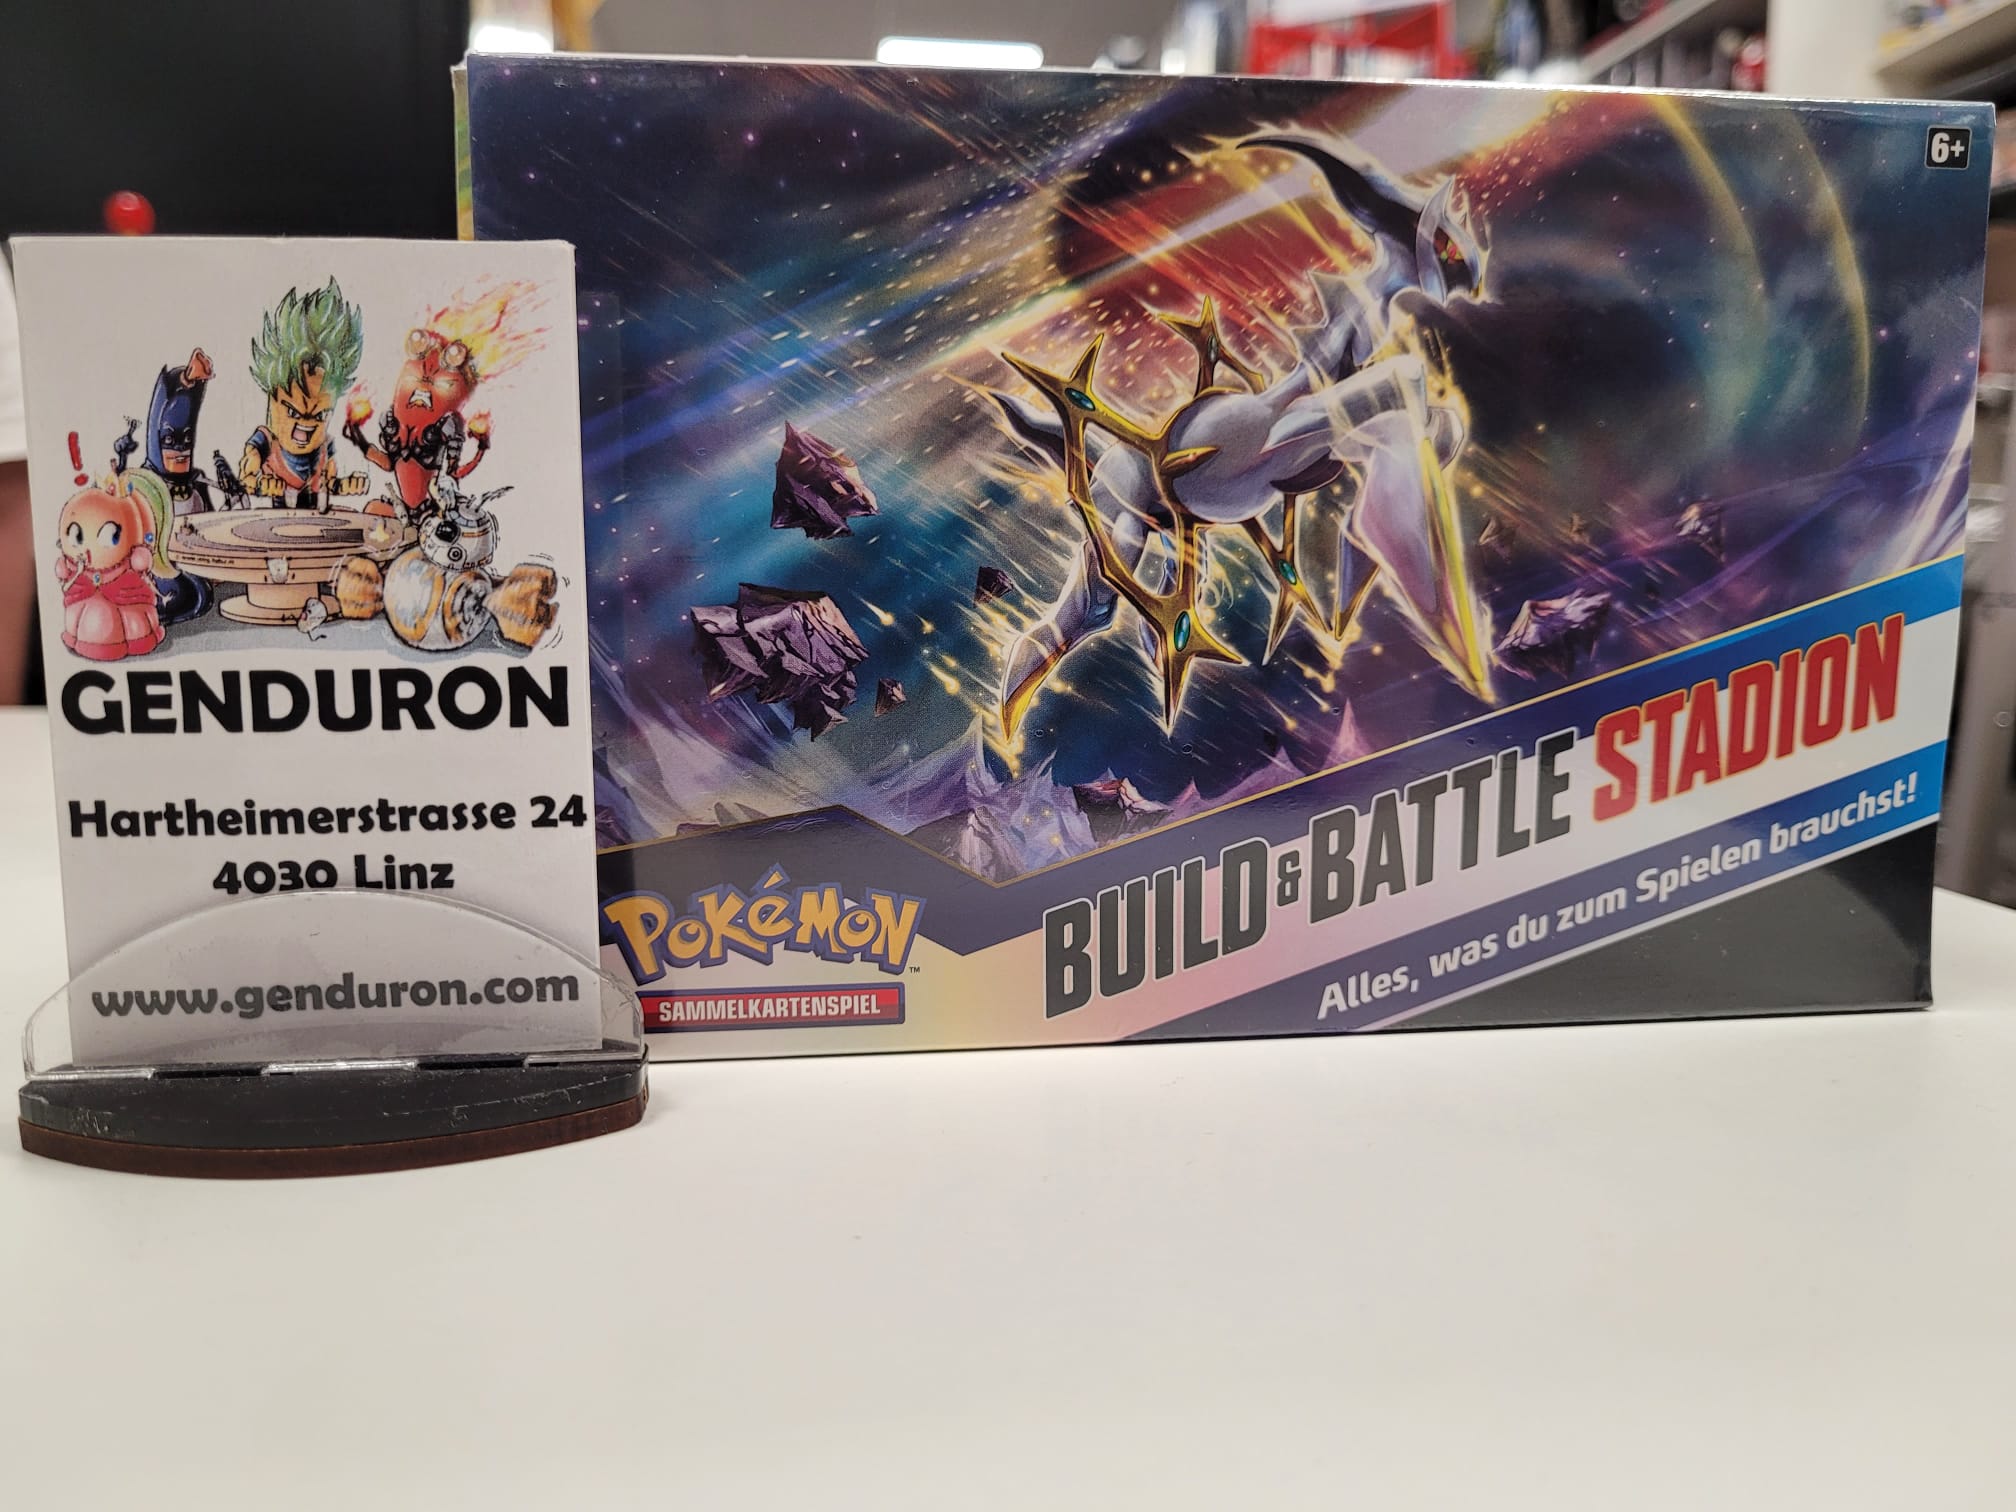 !
GENDURON
Hartheimerstrasse 24
4030 Linz
www.genduron.com
6+
BUILD & BATTLE STADION
Alles, was du zum Spielen brauchst!
POKéMON
™
SAMMELKARTENSPIEL